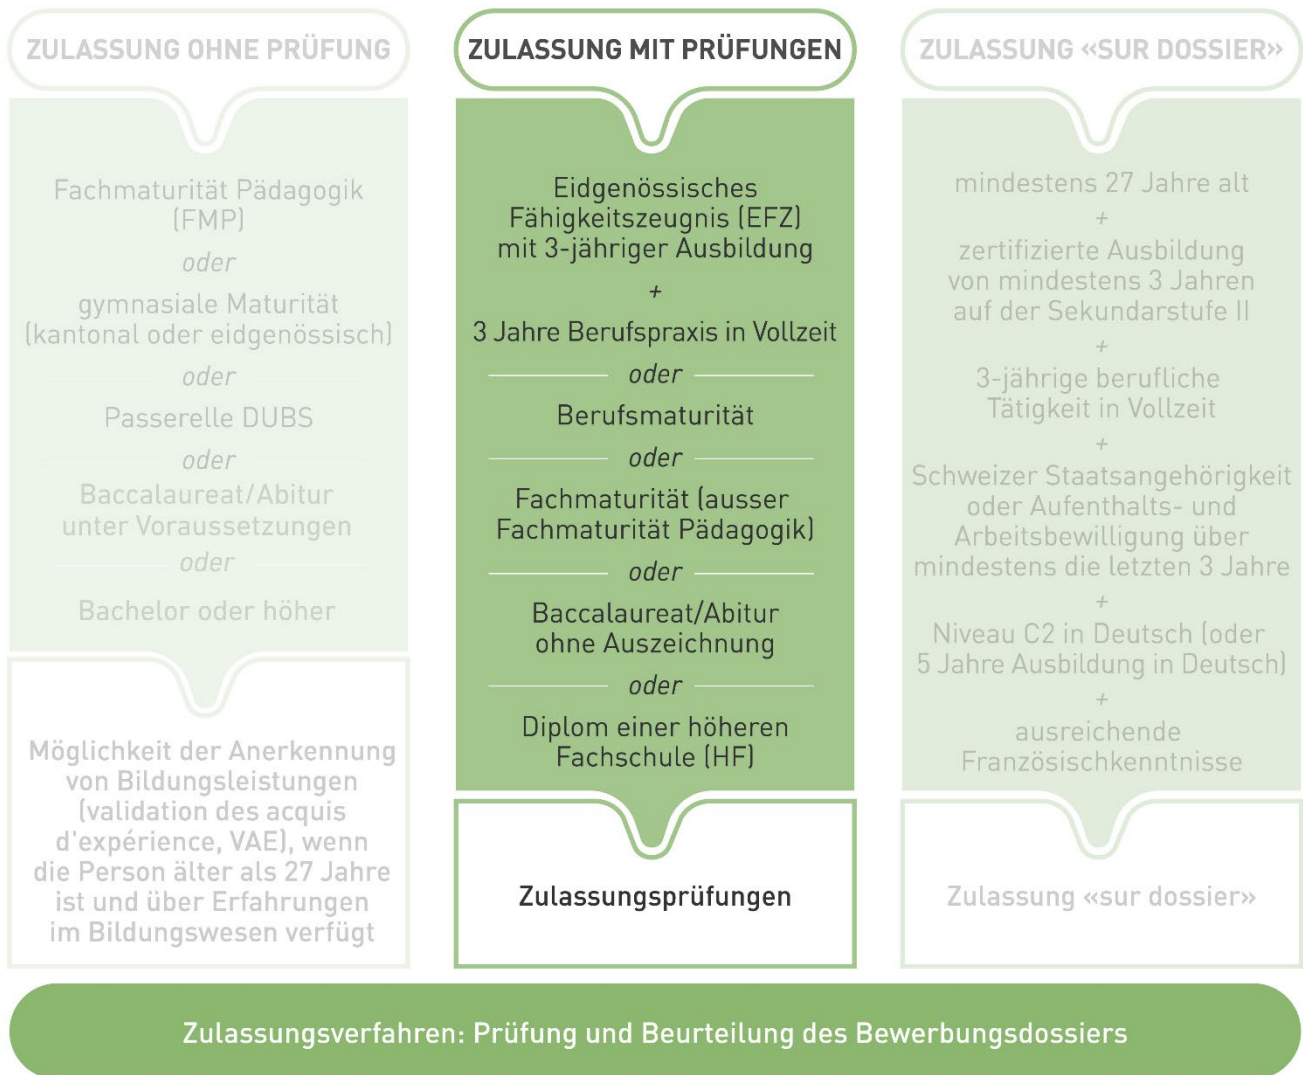 ZULASSUNG OHNE PRÜFUNG
Fachmaturität Pädagogik
(FMP)
oder
gymnasiale Maturität
(kantonal oder eidgenössisch)
oder
Passerelle DUBS
oder
Baccalaureat/Abitur
unter Voraussetzungen
oder
Bachelor oder höher
Möglichkeit der Anerkennung
von Bildungsleistungen
(validation des acquis
d'expérience, VAE), wenn
die Person älter als 27 Jahre
ist und über Erfahrungen
im Bildungswesen verfügt
ZULASSUNG MIT PRÜFUNGEN
Eidgenössisches
Fähigkeitszeugnis (EFZ)
mit 3-jähriger Ausbildung
+
3 Jahre Berufspraxis in Vollzeit
oder
Berufsmaturität
oder
Fachmaturität (ausser
Fachmaturität Pädagogik)
oder
Baccalaureat/Abitur
ohne Auszeichnung
oder
Diplom einer höheren
Fachschule (HF)
Zulassungsprüfungen
ZULASSUNG «SUR DOSSIER»
mindestens 27 Jahre alt
+
zertifizierte Ausbildung
von mindestens 3 Jahren
auf der Sekundarstufe II
+
3-jährige berufliche
Tätigkeit in Vollzeit
+
Schweizer Staatsangehörigkeit
oder Aufenthalts- und
Arbeitsbewilligung über
mindestens die letzten 3 Jahre
+
Niveau C2 in Deutsch (oder
5 Jahre Ausbildung in Deutsch)
+
ausreichende
Französischkenntnisse
Zulassung «sur dossier»
Zulassungsverfahren: Prüfung und Beurteilung des Bewerbungsdossiers